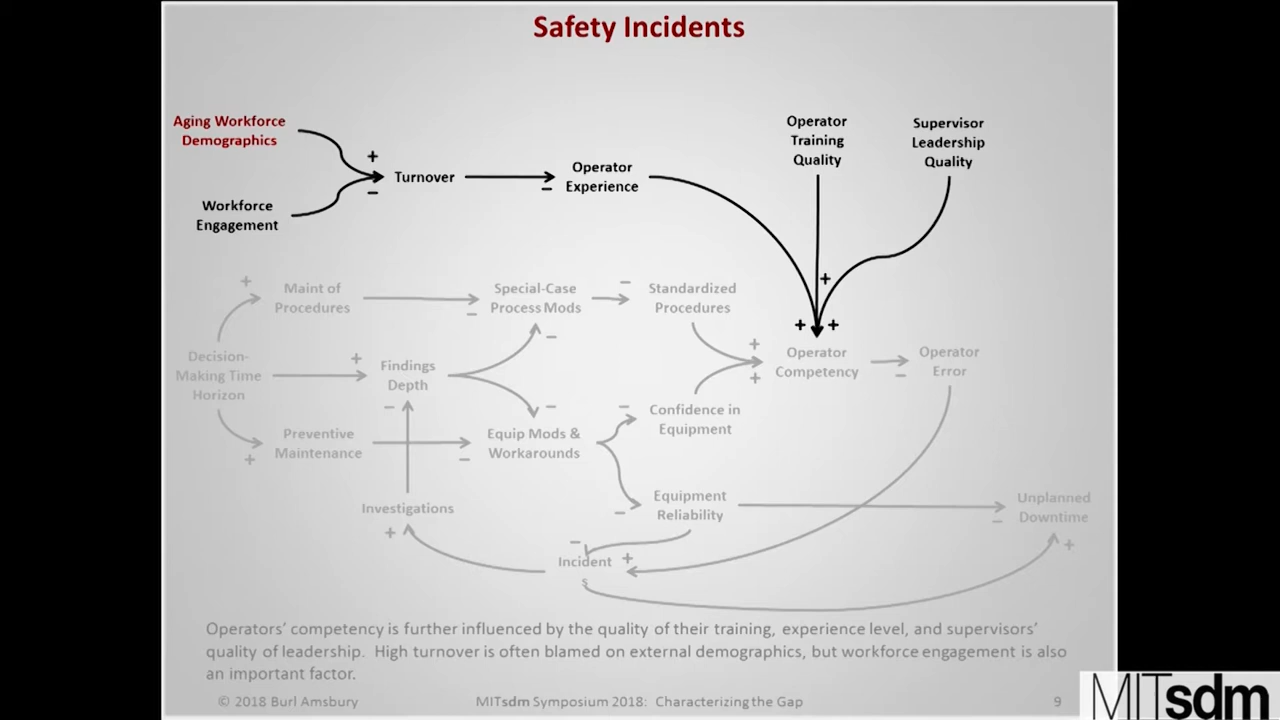 Safety Incidents
Aging Workforce
Demographics
+
Turnover
−
Workforce
Engagement
−
Operator
Experience
Operator
Training
Quality
Supervisor
Leadership
Quality
+
+ +
+
Maint of
Procedures
−
Special-Case
Process Mods
−
Standardized
Procedures
−
Decision-
Making Time
Horizon
+
Findings
Depth
−
−
+
+
Operator
Competency
−
Operator
Error
+
Preventive
Maintenance
−
Equip Mods &
Workarounds
−
Confidence in
Equipment
−
Equipment
Reliability
−
Unplanned
Downtime
+
Investigations
+
−
Incident
s
+
Operators’ competency is further influenced by the quality of their training, experience level, and supervisors’
quality of leadership. High turnover is often blamed on external demographics, but workforce engagement is also
an important factor.
© 2018 Burl Amsbury
MITsdm Symposium 2018: Characterizing the Gap
9
MITsdm